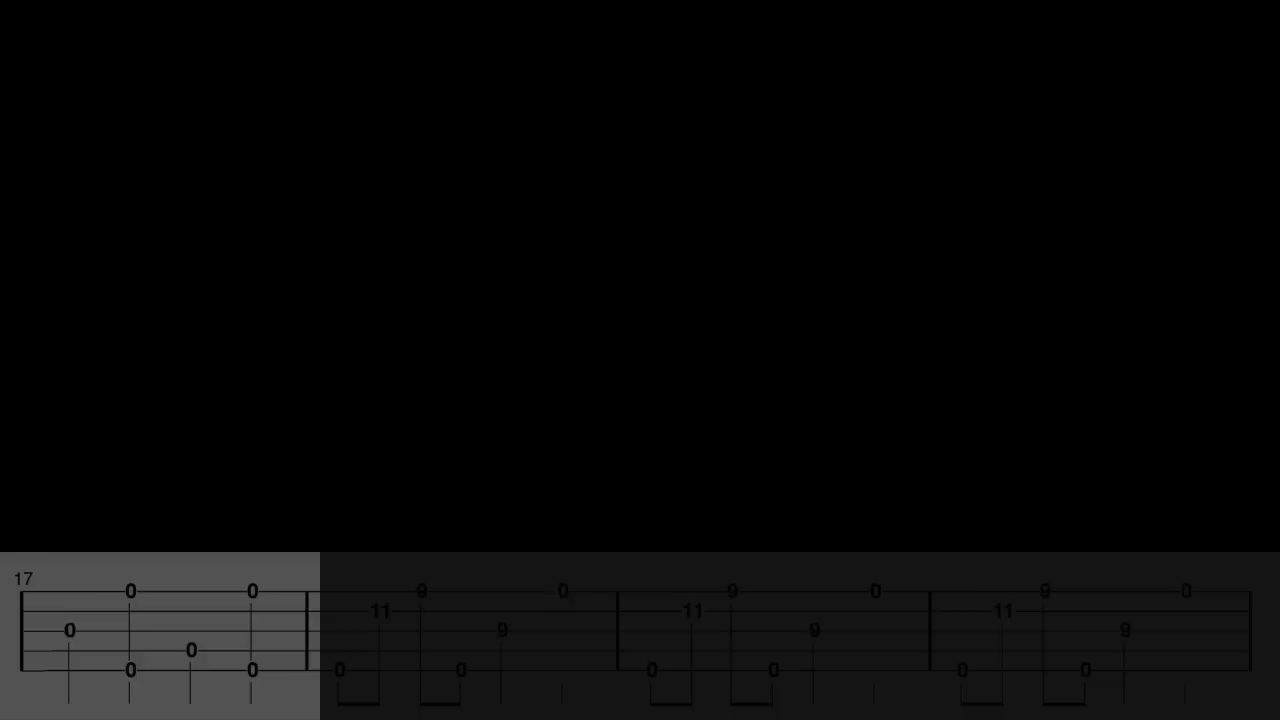 17
0 0 9 0 9 0 9 0
11 11 11
0 9 9 9
0
0 0 0 0 0 0 0 0